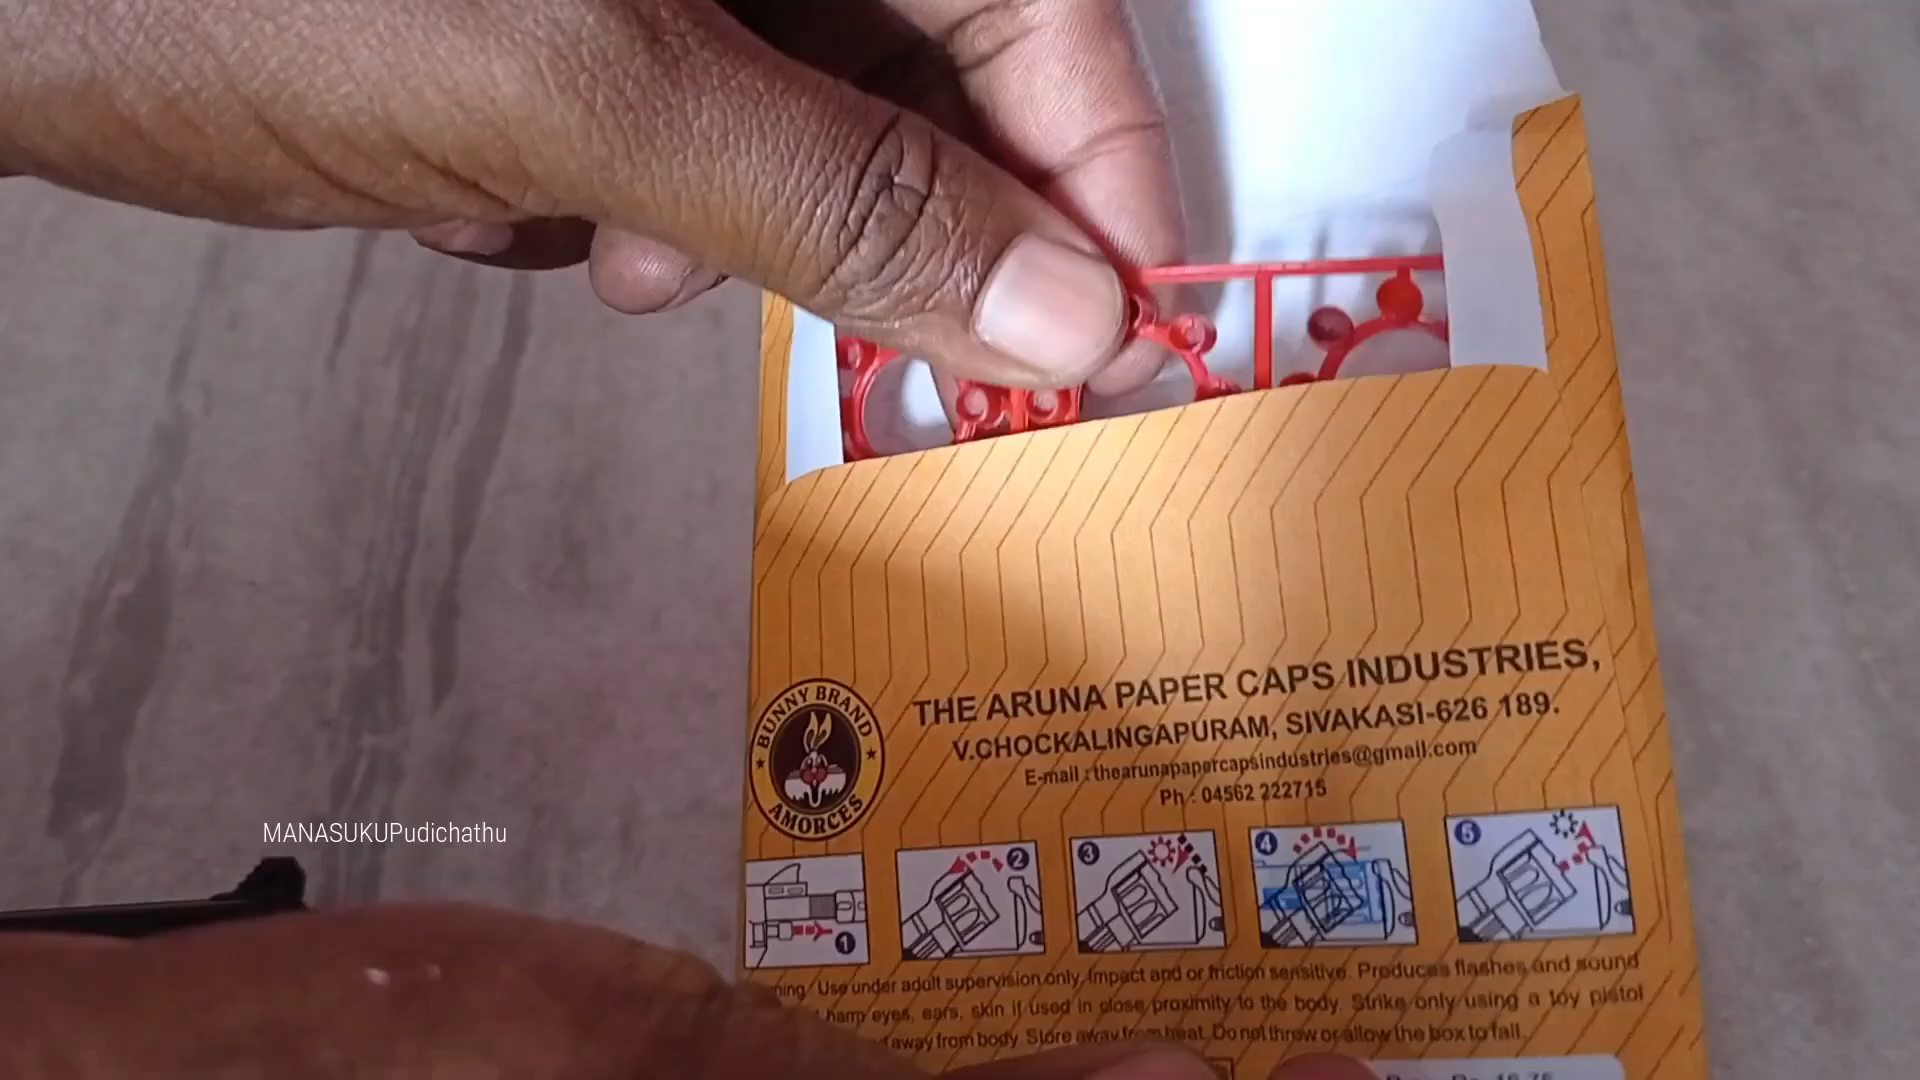 THE ARUNA PAPER CAPS INDUSTRIES,
V.CHOCKALINGAPURAM, SIVAKASI-626 189.
E-mail : thearunapapercapsindustries@gmail.com
Ph : 04562 222715
BUNNY BRAND
AMORCES
MANASUKUPudichathu
1
2
3
4
5
Use under adult supervision only. Impact and or friction sensitive. Produces flashes and sound
harm eyes, ears, skin if used in close proximity to the body. Strike only using a toy pistol
away from body. Store away from heat. Do not throw or allow the box to fall.